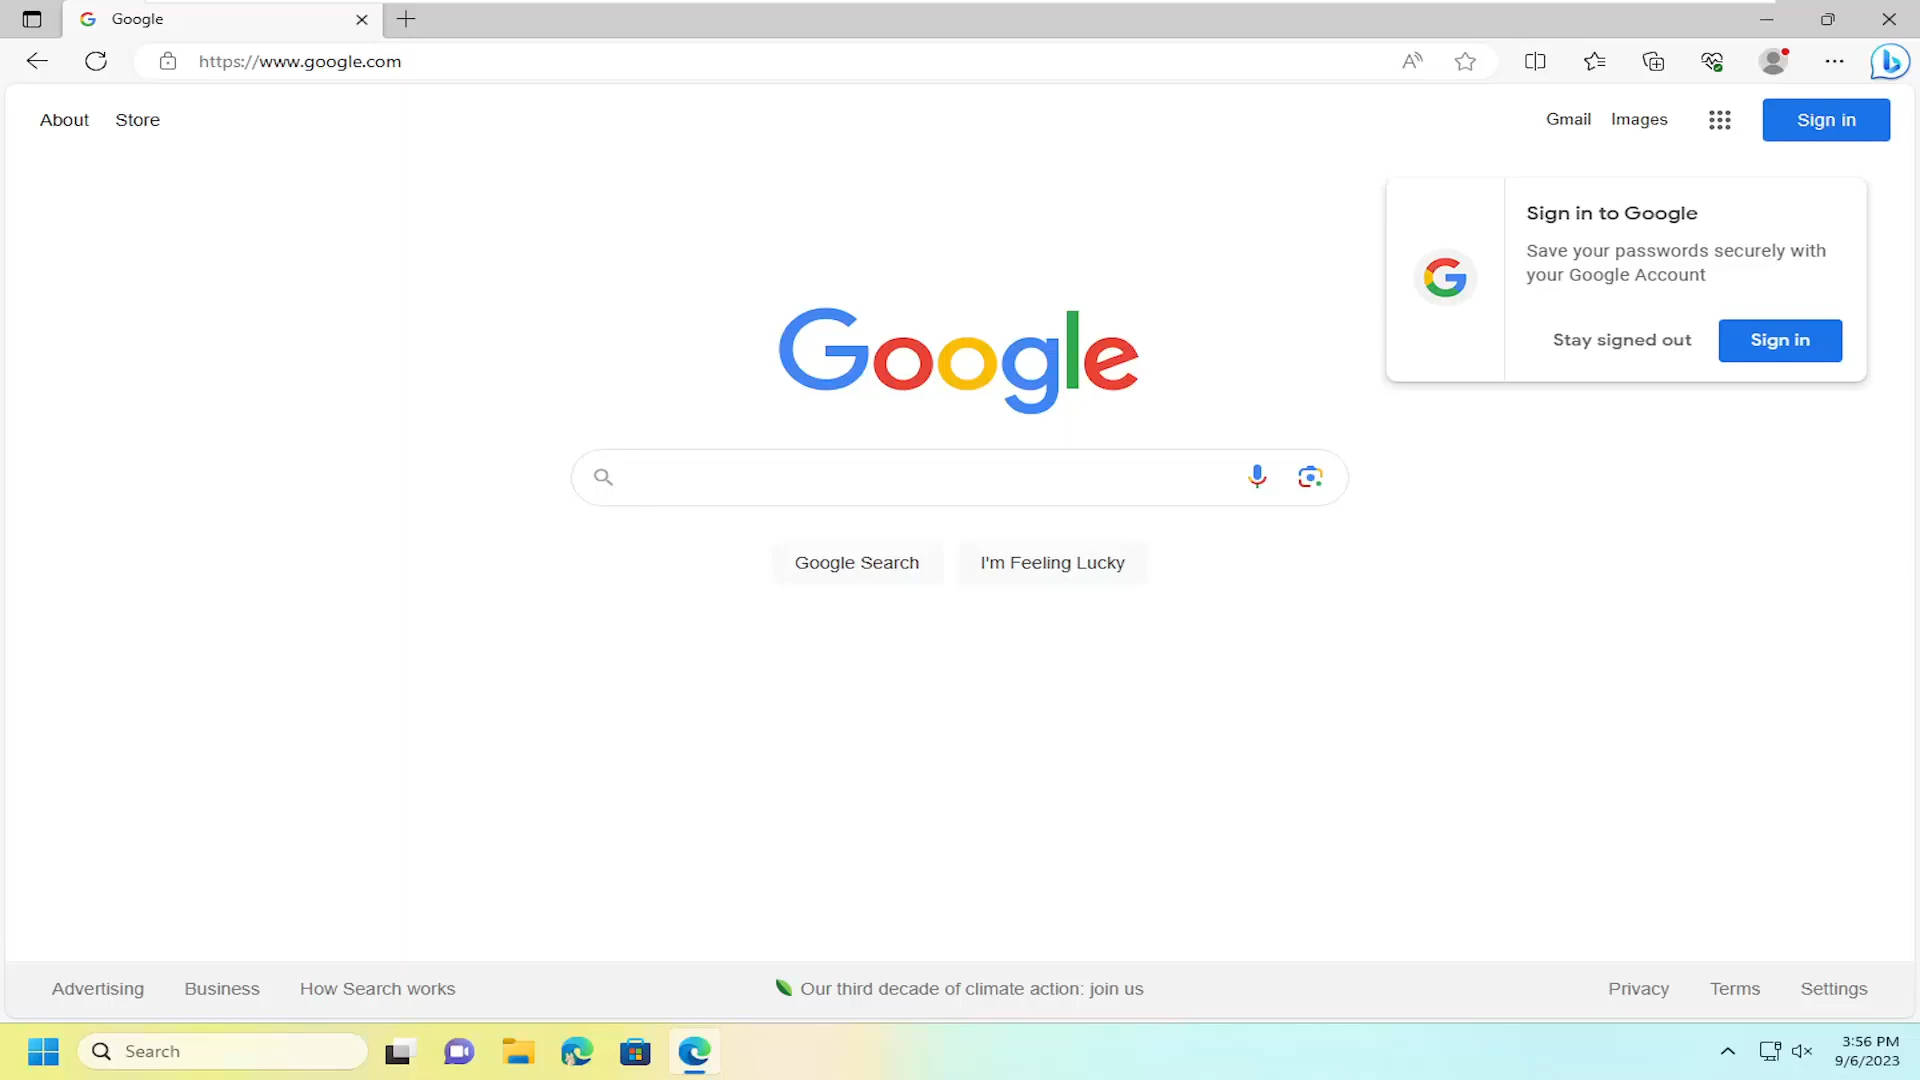 Google
https://www.google.com
About Store
Gmail Images Sign in
Sign in to Google
Save your passwords securely with
your Google Account
Stay signed out Sign in
Google
Google Search I'm Feeling Lucky
Advertising Business How Search works
Our third decade of climate action: join us
Privacy Terms Settings
Search
3:56 PM
9/6/2023